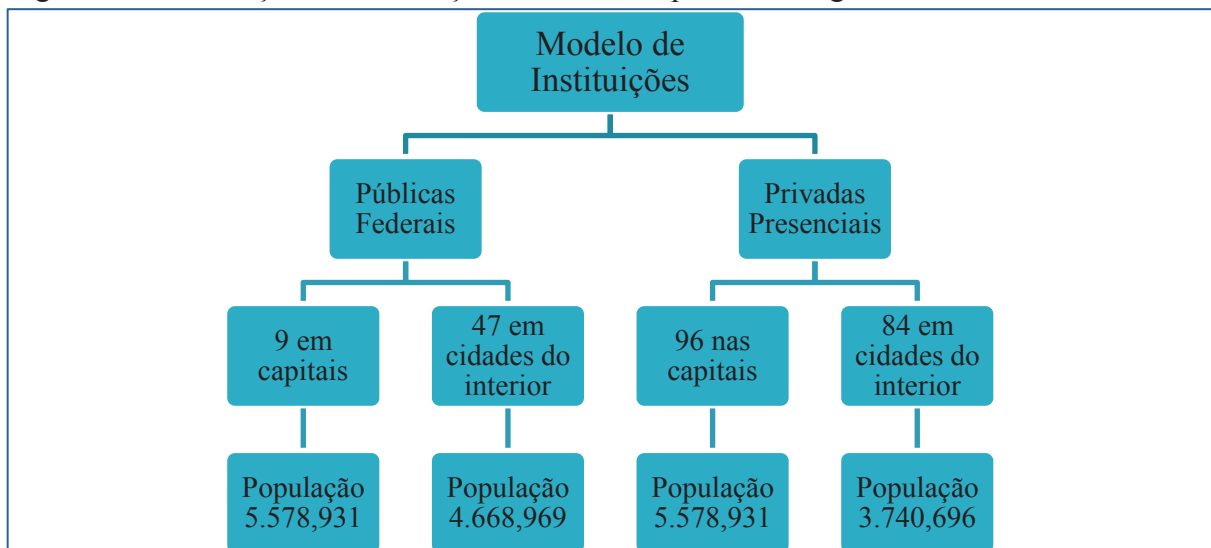 Modelo de
Instituições
Públicas
Federais
Privadas
Presenciais
9 em
capitais
47 em
cidades do
interior
96 nas
capitais
84 em
cidades do
interior
População
5.578,931
População
4.668,969
População
5.578,931
População
3.740,696